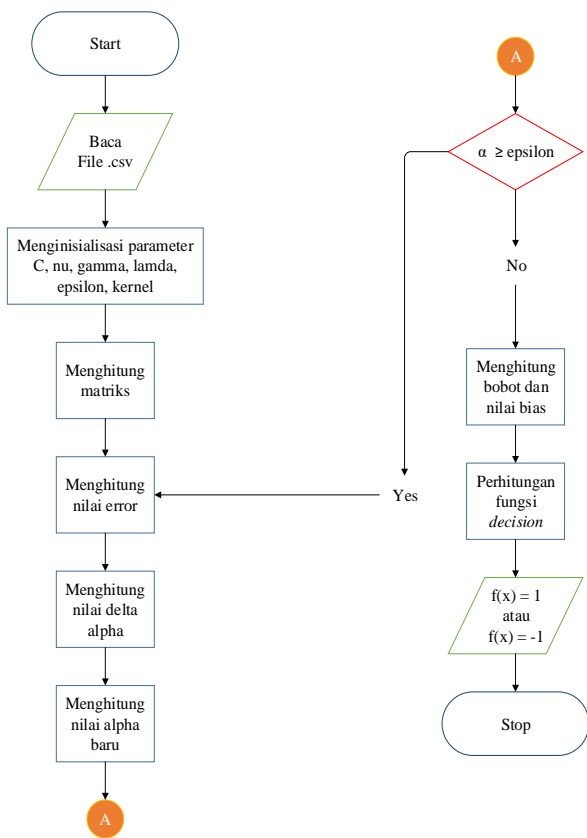 Start
Baca
File .csv
Menginisialisasi parameter
C, nu, gamma, lamda,
epsilon, kernel
Menghitung
matriks
Menghitung
nilai error
Menghitung
nilai delta
alpha
Menghitung
nilai alpha
baru
A
A
α ≥ epsilon
Yes
No
Menghitung
bobot dan
nilai bias
Perhitungan
fungsi
decision
f(x) = 1
atau
f(x) = -1
Stop